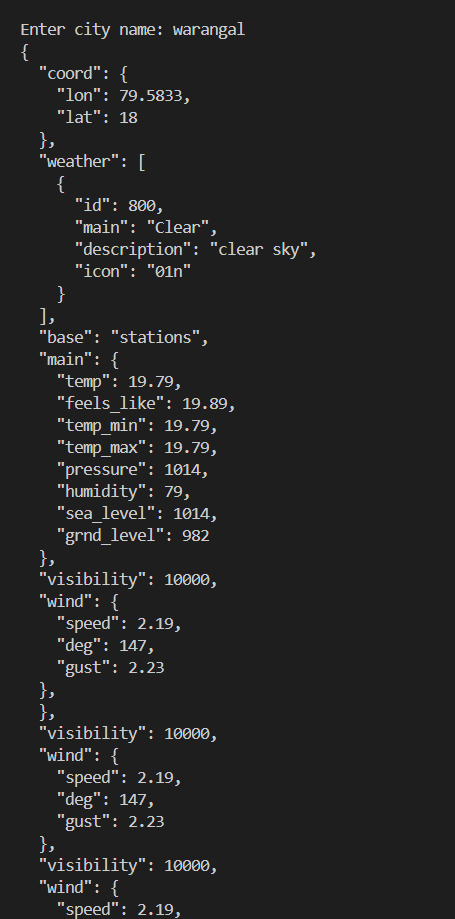 Enter city name: warangal
{
  "coord": {
    "lon": 79.5833,
    "lat": 18
  },
  "weather": [
    {
      "id": 800,
      "main": "Clear",
      "description": "clear sky",
      "icon": "01n"
    }
  ],
  "base": "stations",
  "main": {
    "temp": 19.79,
    "feels_like": 19.89,
    "temp_min": 19.79,
    "temp_max": 19.79,
    "pressure": 1014,
    "humidity": 79,
    "sea_level": 1014,
    "grnd_level": 982
  },
  "visibility": 10000,
  "wind": {
    "speed": 2.19,
    "deg": 147,
    "gust": 2.23
  },
  },
  "visibility": 10000,
  "wind": {
    "speed": 2.19,
    "deg": 147,
    "gust": 2.23
  },
  "visibility": 10000,
  "wind": {
    "speed": 2.19,